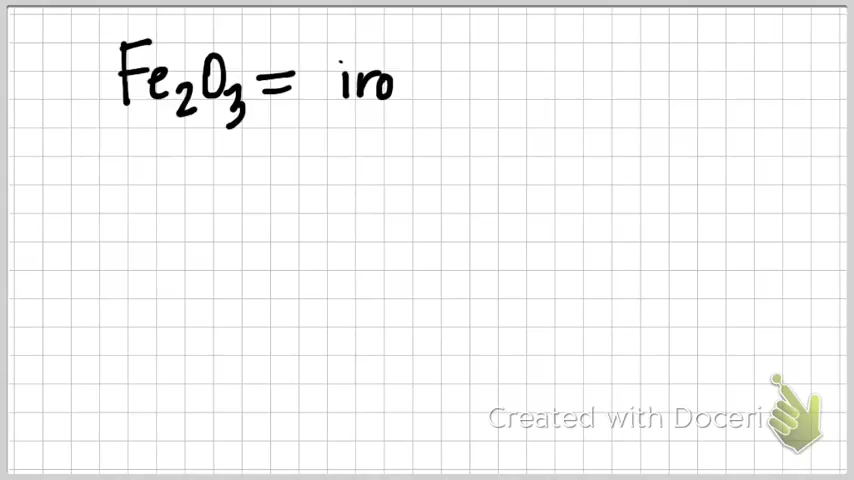 Fe₂O₃ = iro
Created with Doceri